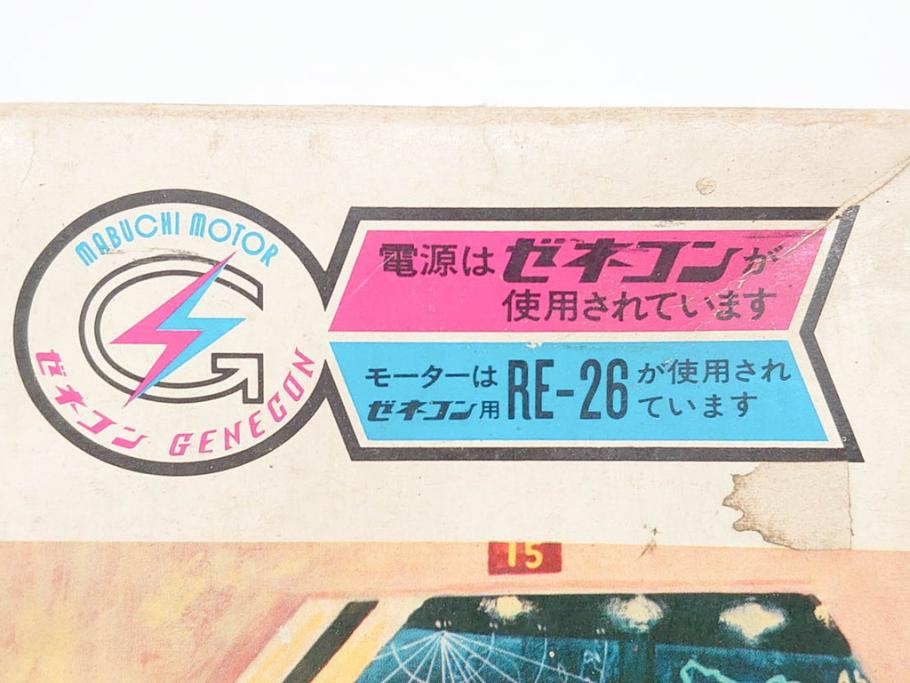 MABUCHI MOTOR
G
ゼネコン GENECON
電源はゼネコンが
使用されています
モーターは
ゼネコン用
RE-26
が使用され
ています
15